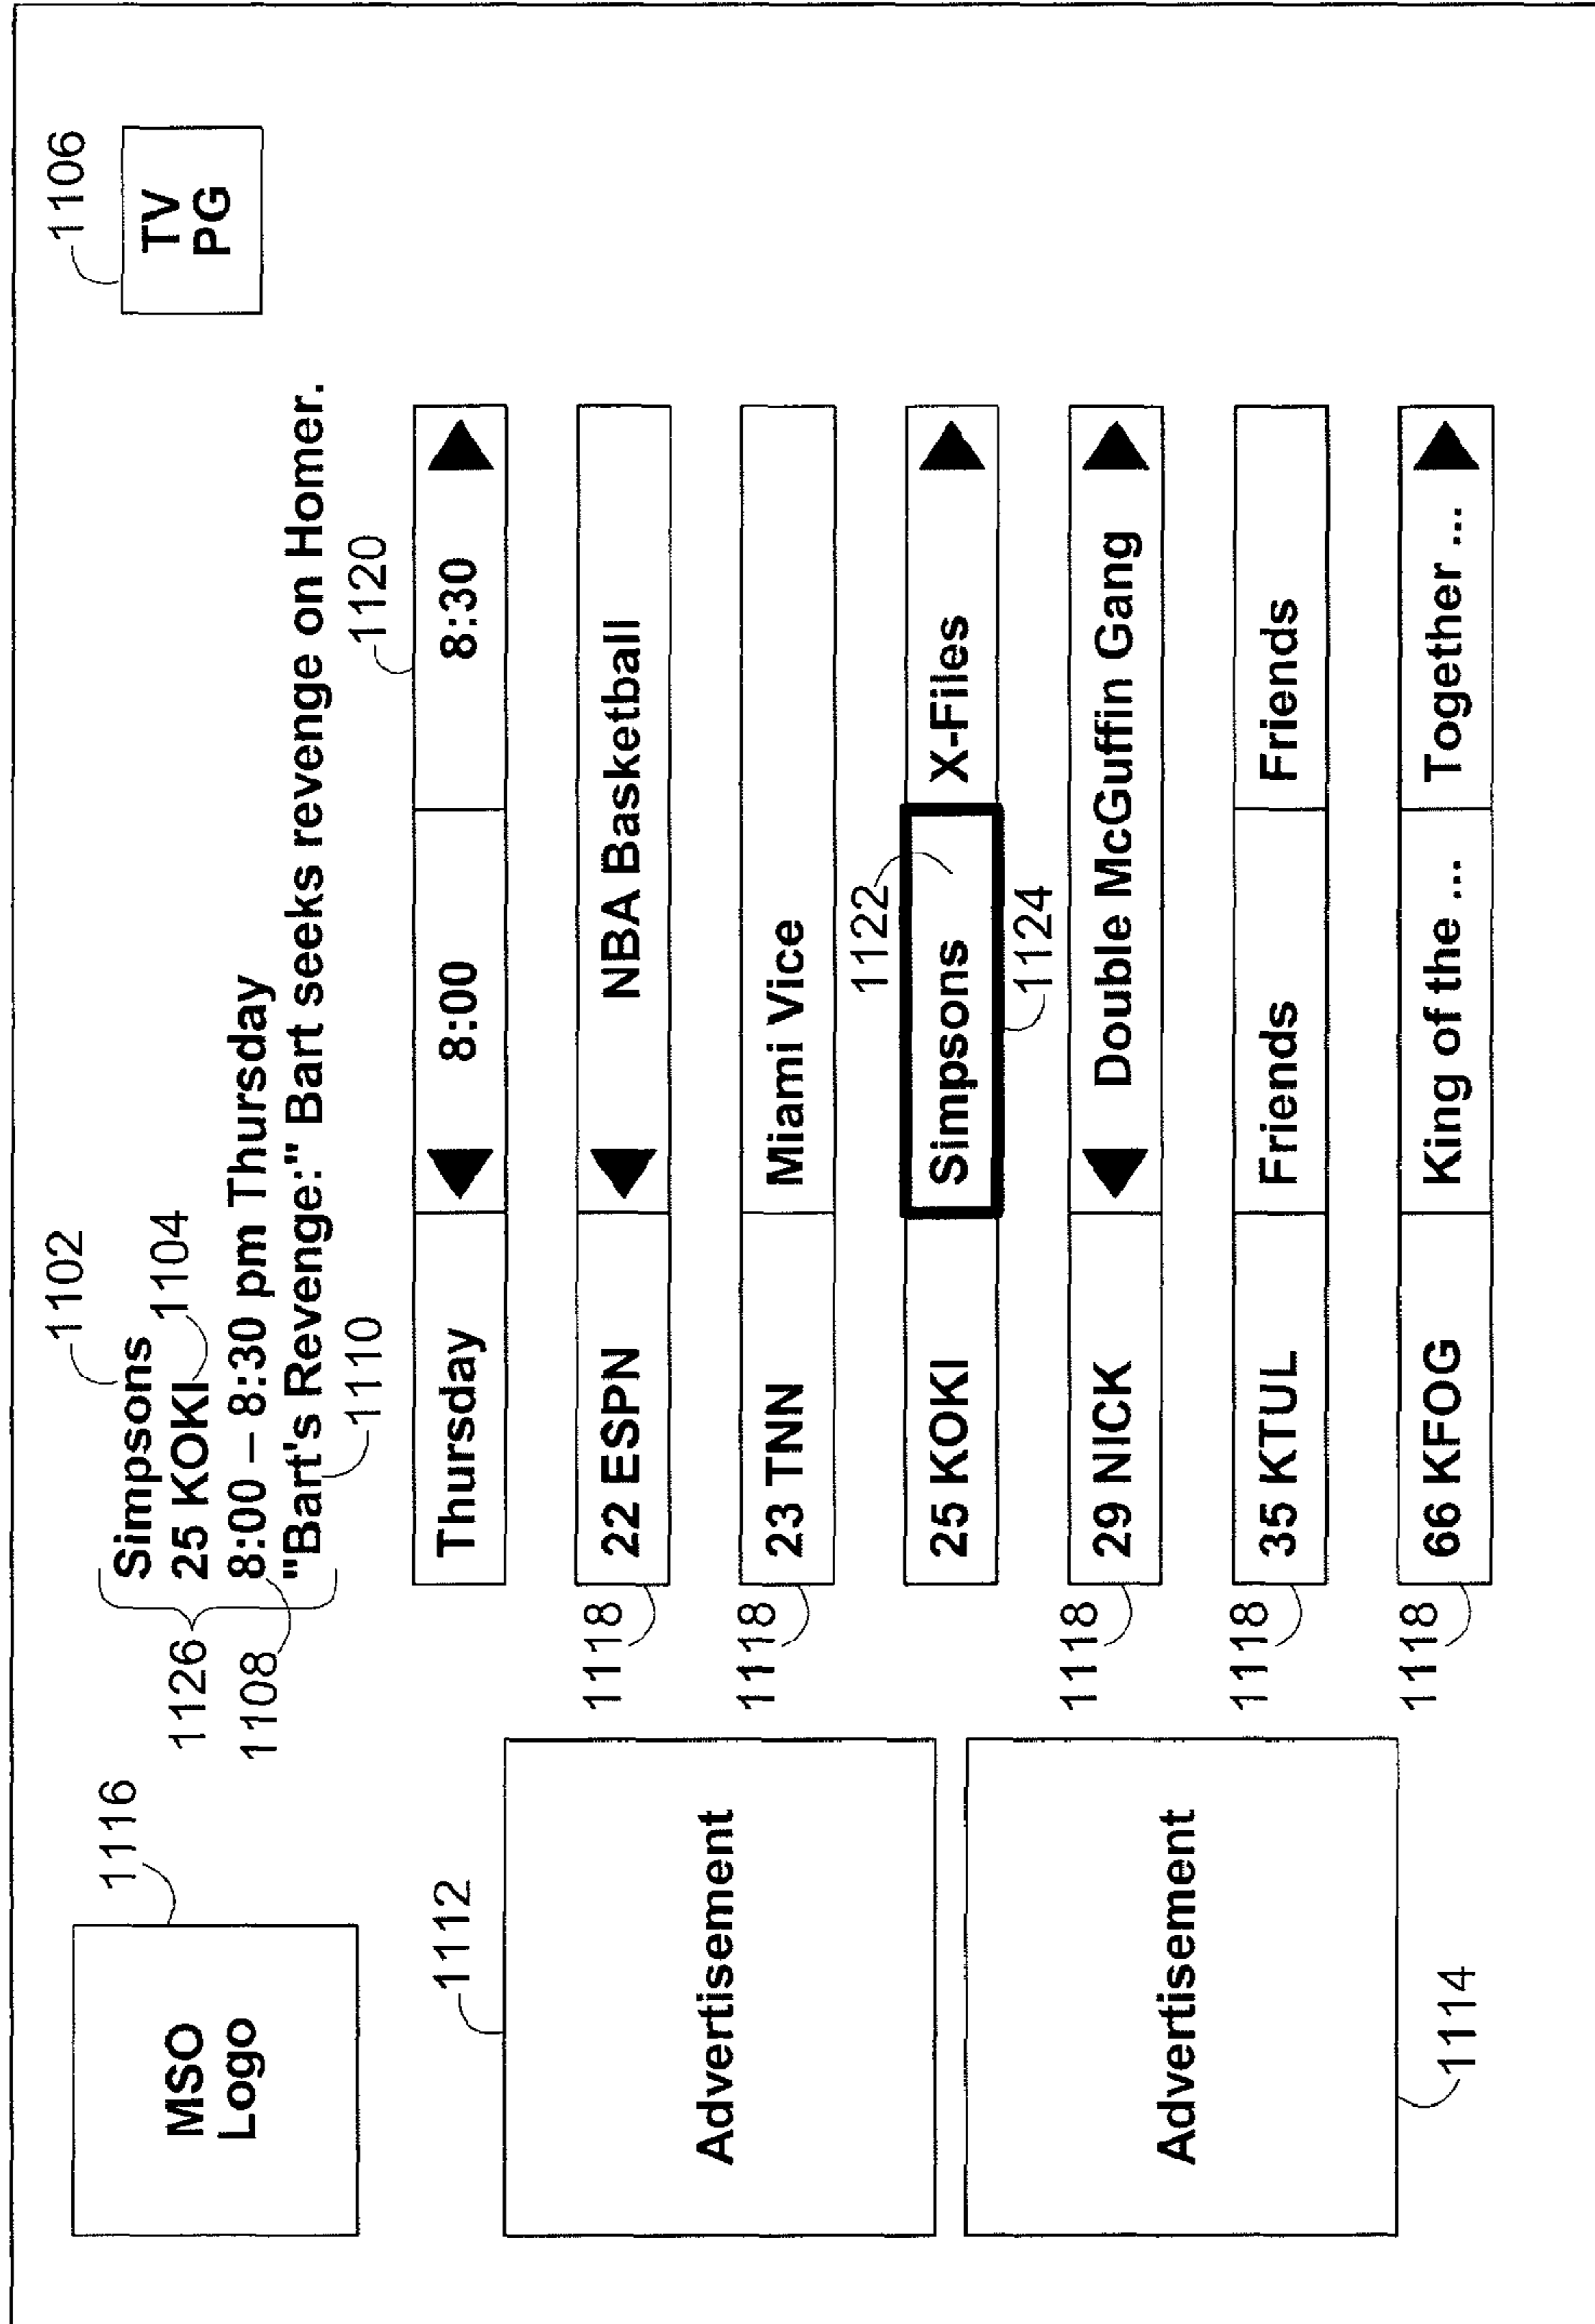 MSO
Logo
1116
1126
1108
Simpsons
1102
25 KOKI
1104
8:00 – 8:30 pm Thursday
"Bart's Revenge:" Bart seeks revenge on Homer.
1110
1106
TV
PG
1120
Thursday 8:00 8:30
1112
Advertisement
Advertisement
1114
1118
22 ESPN NBA Basketball
1118
23 TNN Miami Vice
1122
25 KOKI Simpsons X-Files
1124
1118
29 NICK Double McGuffin Gang
1118
35 KTUL Friends Friends
1118
66 KFOG King of the ... Together ...